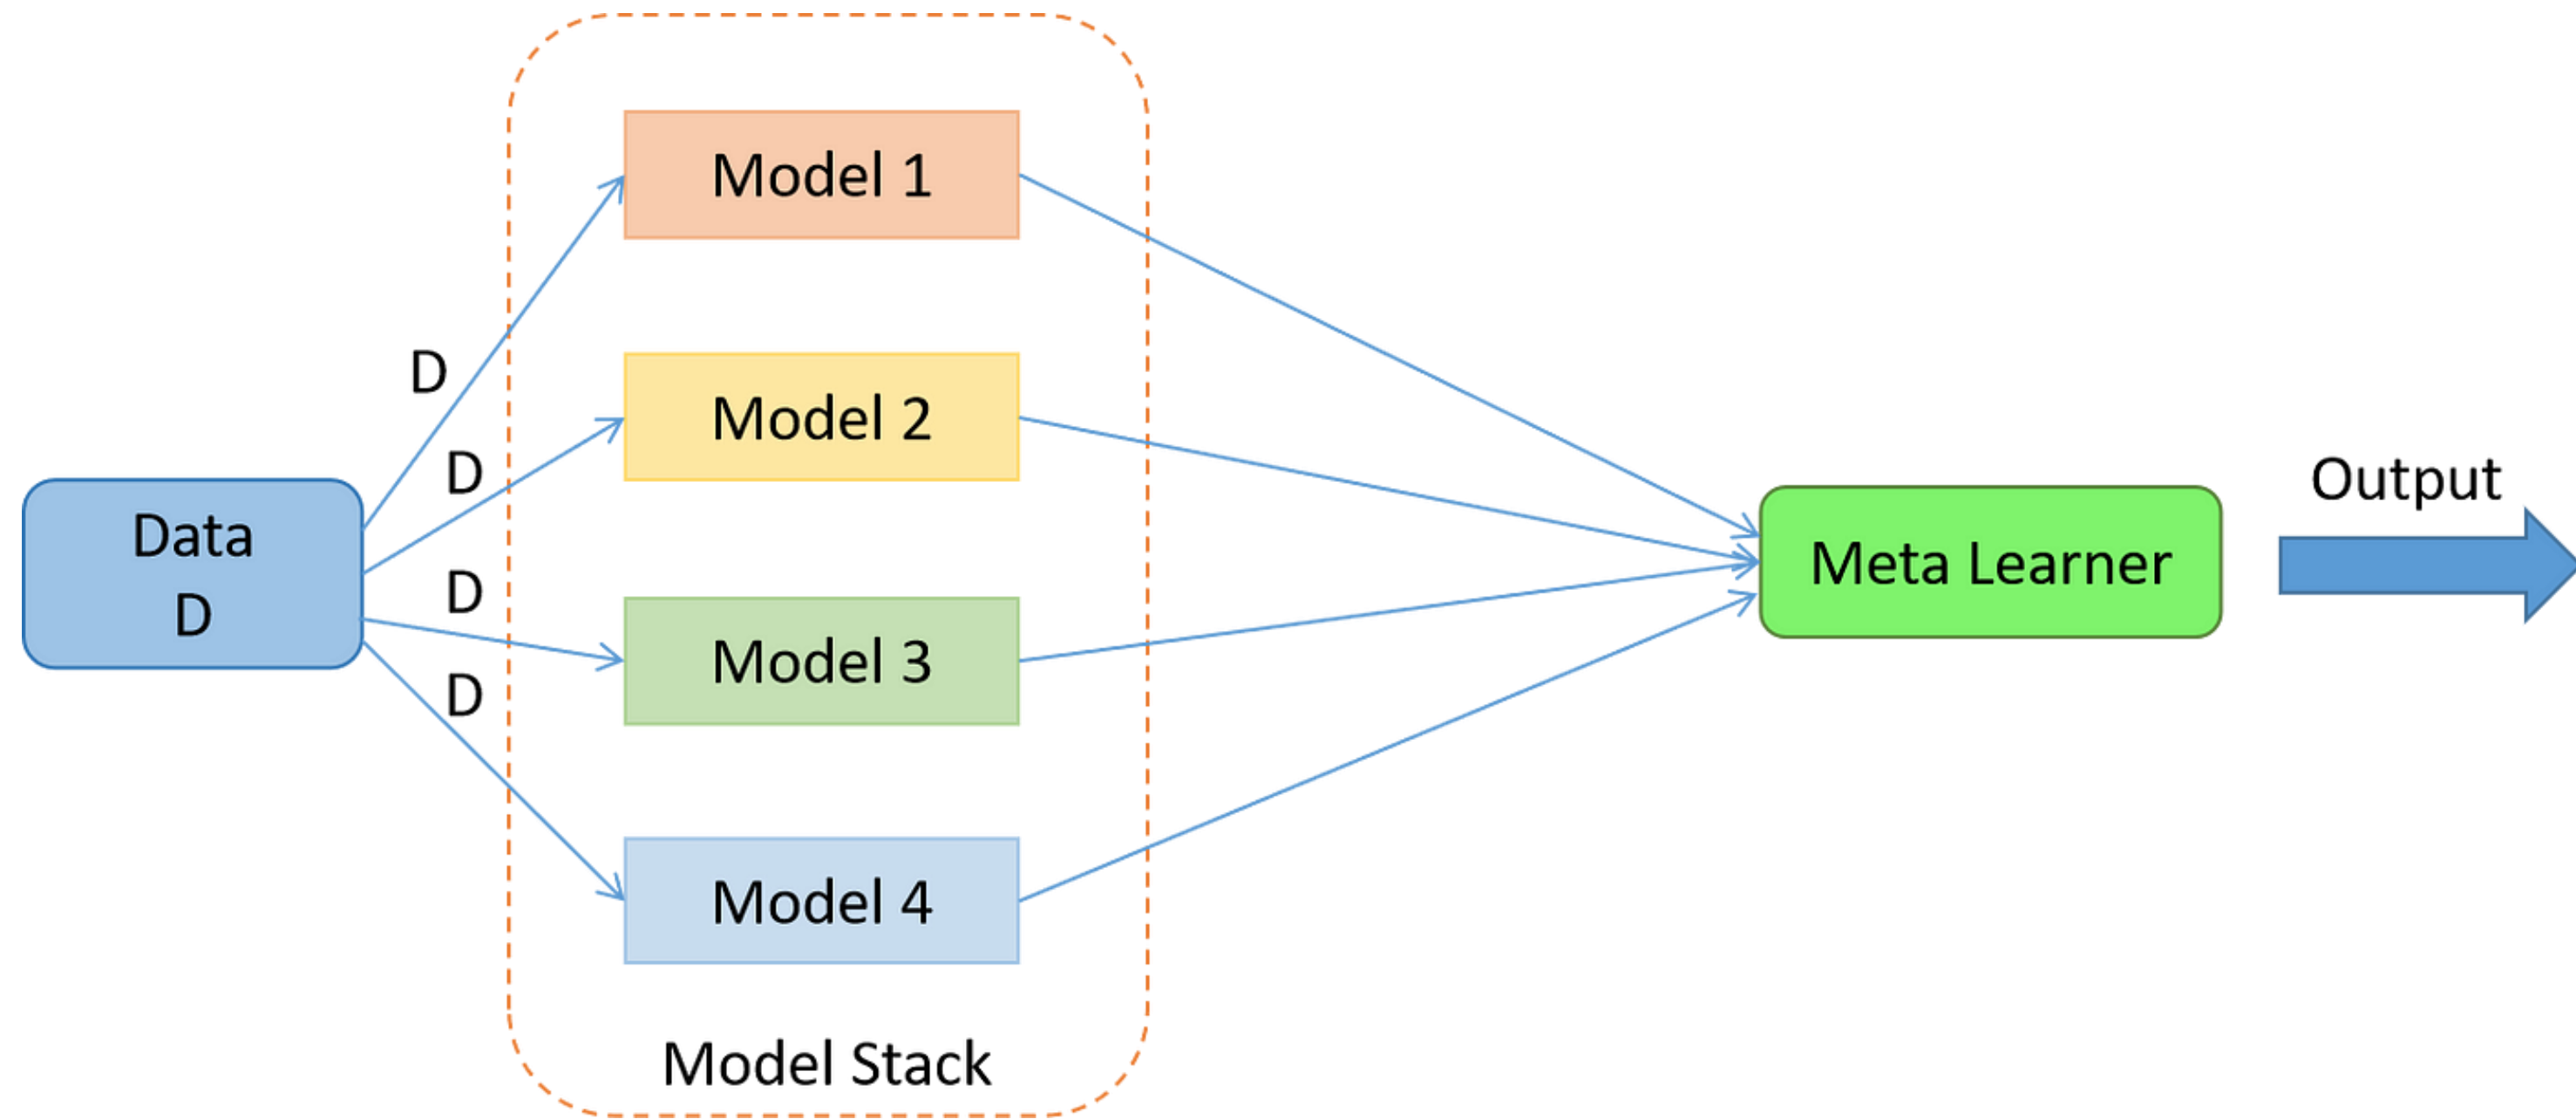 Data
D
D
D
D
D
Model 1
Model 2
Model 3
Model 4
Model Stack
Meta Learner
Output